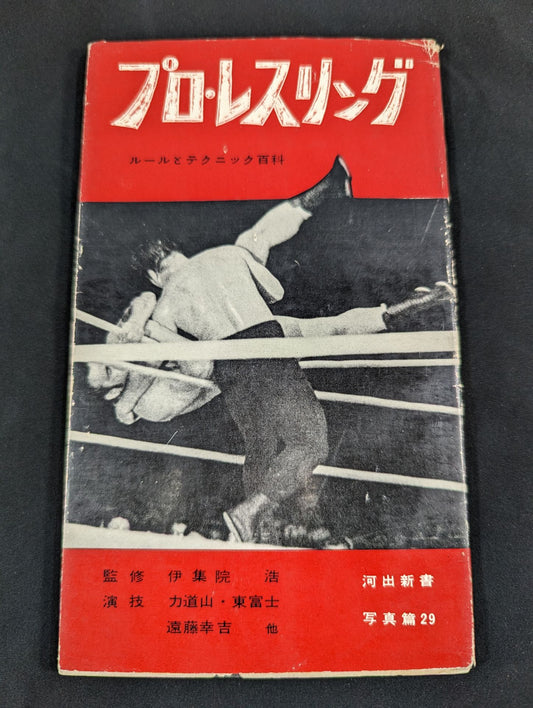 プロ・レスリング
ルールとテクニック百科
監修 伊集院 浩
演技 力道山・東富士
遠藤幸吉 他
河出新書
写真篇29